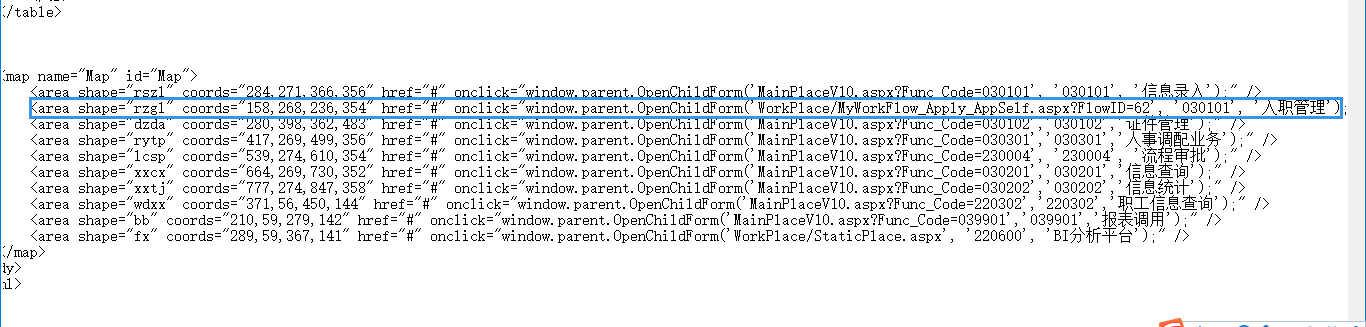 </table>
<map name="Map" id="Map">
<area shape="rszl" coords="284,271,366,356" href="#" onclick="window.parent.OpenChildForm('MainPlaceV10.aspx?Func_Code=030101', '030101', '信息录入');" />
<area shape="rzgl" coords="158,268,236,354" href="#" onclick="window.parent.OpenChildForm('WorkPlace/MyWorkFlow_Apply_AppSelf.aspx?FlowID=62', '030101', '入职管理');
<area shape="dzda" coords="280,398,362,483" href="#" onclick="window.parent.OpenChildForm('MainPlaceV10.aspx?Func_Code=030102','030102','证件管理');" />
<area shape="rytp" coords="417,269,499,356" href="#" onclick="window.parent.OpenChildForm('MainPlaceV10.aspx?Func_Code=030301','030301','人事调配业务');" />
<area shape="lcsp" coords="539,274,610,354" href="#" onclick="window.parent.OpenChildForm('MainPlaceV10.aspx?Func_Code=230004', '230004', '流程审批');" />
<area shape="xxcx" coords="664,269,730,352" href="#" onclick="window.parent.OpenChildForm('MainPlaceV10.aspx?Func_Code=030201','030201','信息查询');" />
<area shape="xxtj" coords="777,274,847,358" href="#" onclick="window.parent.OpenChildForm('MainPlaceV10.aspx?Func_Code=030202','030202','信息统计');" />
<area shape="wdxx" coords="371,56,450,144" href="#" onclick="window.parent.OpenChildForm('MainPlaceV10.aspx?Func_Code=220302','220302','职工信息查询');" />
<area shape="bb" coords="210,59,279,142" href="#" onclick="window.parent.OpenChildForm('MainPlaceV10.aspx?Func_Code=039901','039901','报表调用');" />
<area shape="fx" coords="289,59,367,141" href="#" onclick="window.parent.OpenChildForm('WorkPlace/StaticPlace.aspx', '220600', 'BI分析平台');" />
</map>
dy>
ml>